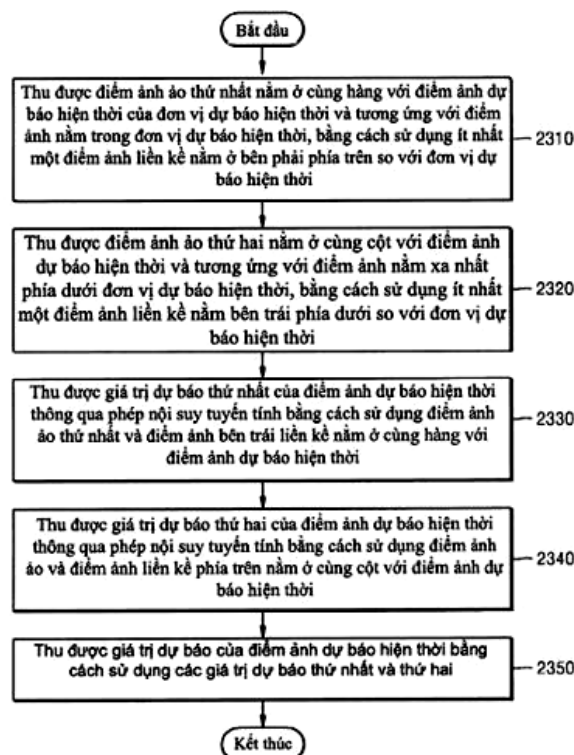 Bắt đầu
Thu được điểm ảnh ảo thứ nhất nằm ở cùng hàng với điểm ảnh dự
báo hiện thời của đơn vị dự báo hiện thời và tương ứng với điểm
ảnh nằm trong đơn vị dự báo hiện thời, bằng cách sử dụng ít nhất
một điểm ảnh liền kề nằm ở bên phải phía trên so với đơn vị dự
báo hiện thời
2310
Thu được điểm ảnh ảo thứ hai nằm ở cùng cột với điểm ảnh
dự báo hiện thời và tương ứng với điểm ảnh nằm xa nhất
phía dưới đơn vị dự báo hiện thời, bằng cách sử dụng ít nhất
một điểm ảnh liền kề nằm bên trái phía dưới so với đơn vị dự
báo hiện thời
2320
Thu được giá trị dự báo thứ nhất của điểm ảnh dự báo hiện thời
thông qua phép nội suy tuyến tính bằng cách sử dụng điểm ảnh
ảo thứ nhất và điểm ảnh bên trái liền kề nằm ở cùng hàng với
điểm ảnh dự báo hiện thời
2330
Thu được giá trị dự báo thứ hai của điểm ảnh dự báo hiện thời
thông qua phép nội suy tuyến tính bằng cách sử dụng điểm ảnh
ảo và điểm ảnh liền kề phía trên nằm ở cùng cột với điểm ảnh dự
báo hiện thời
2340
Thu được giá trị dự báo của điểm ảnh dự báo hiện thời bằng
cách sử dụng các giá trị dự báo thứ nhất và thứ hai
2350
Kết thúc